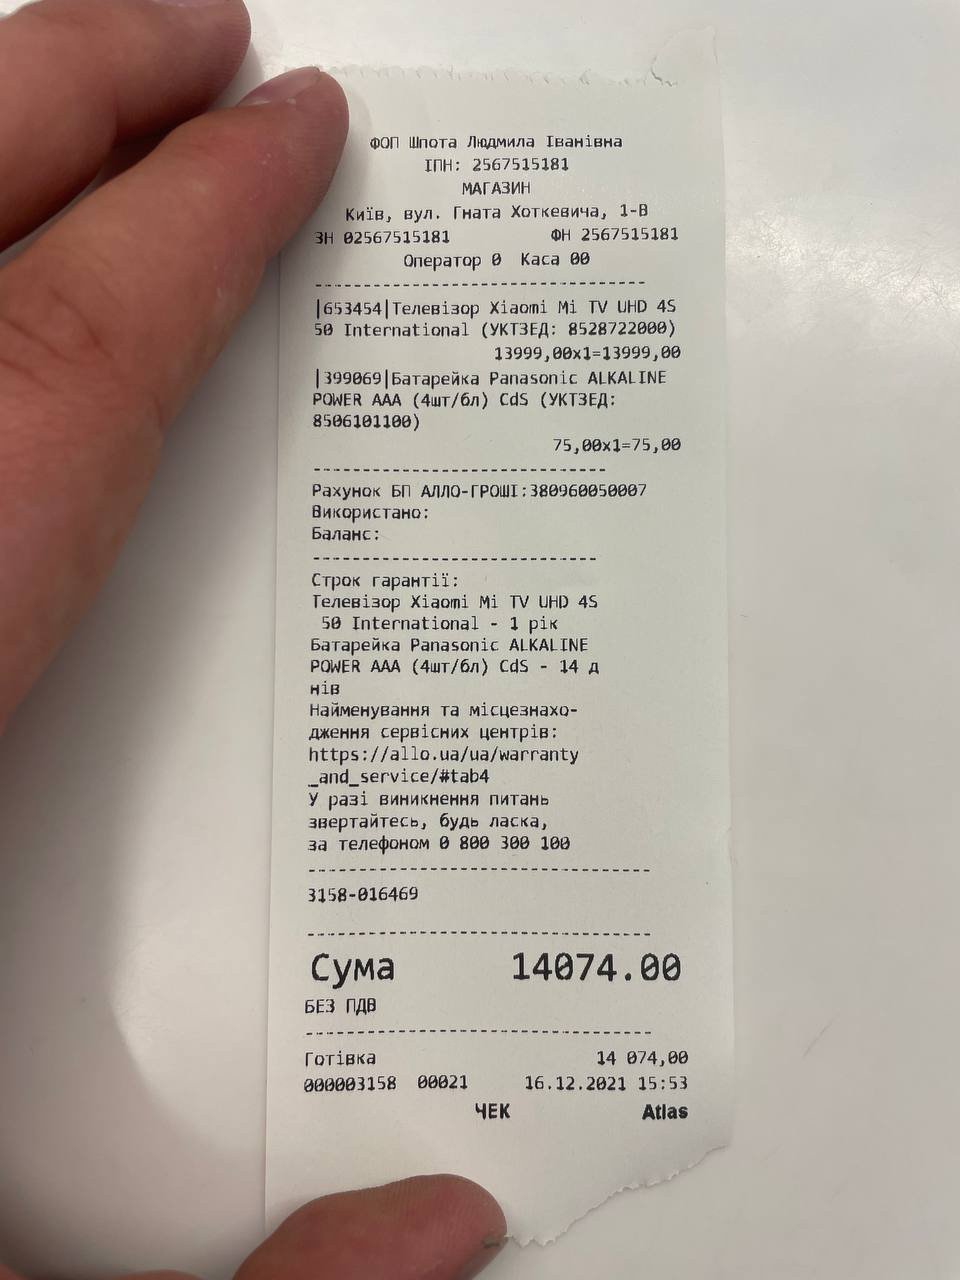 ФОП Шпота Людмила Іванівна
ІПН: 2567515181
МАГАЗИН
Київ, вул. Гната Хоткевича, 1-В
ЗН 02567515181 ФН 2567515181
Оператор 0 Каса 00
---------------------------------
|653454|Телевізор Xiaomi Mi TV UHD 4S
50 International (УКТЗЕД: 8528722000)
13999,00x1=13999,00
|399069|Батарейка Panasonic ALKALINE
POWER AAA (4шт/бл) CdS (УКТЗЕД:
8506101100)
75,00x1=75,00
-----------------------------
Рахунок БП АЛЛО-ГРОШІ:380960050007
Використано:
Баланс:
----------------------------
Строк гарантії:
Телевізор Xiaomi Mi TV UHD 4S
50 International - 1 рік
Батарейка Panasonic ALKALINE
POWER AAA (4шт/бл) CdS - 14 д
нів
Найменування та місцезнахо-
дження сервісних центрів:
https://allo.ua/ua/warranty
_and_service/#tab4
У разі виникнення питань
звертайтесь, будь ласка,
за телефоном 0 800 300 100
----------------------------------
3158-016469
----------------------------------
Сума 14074.00
БЕЗ ПДВ
----------------------------------
Готівка 14 074,00
000003158 00021 16.12.2021 15:53
ЧЕК Atlas